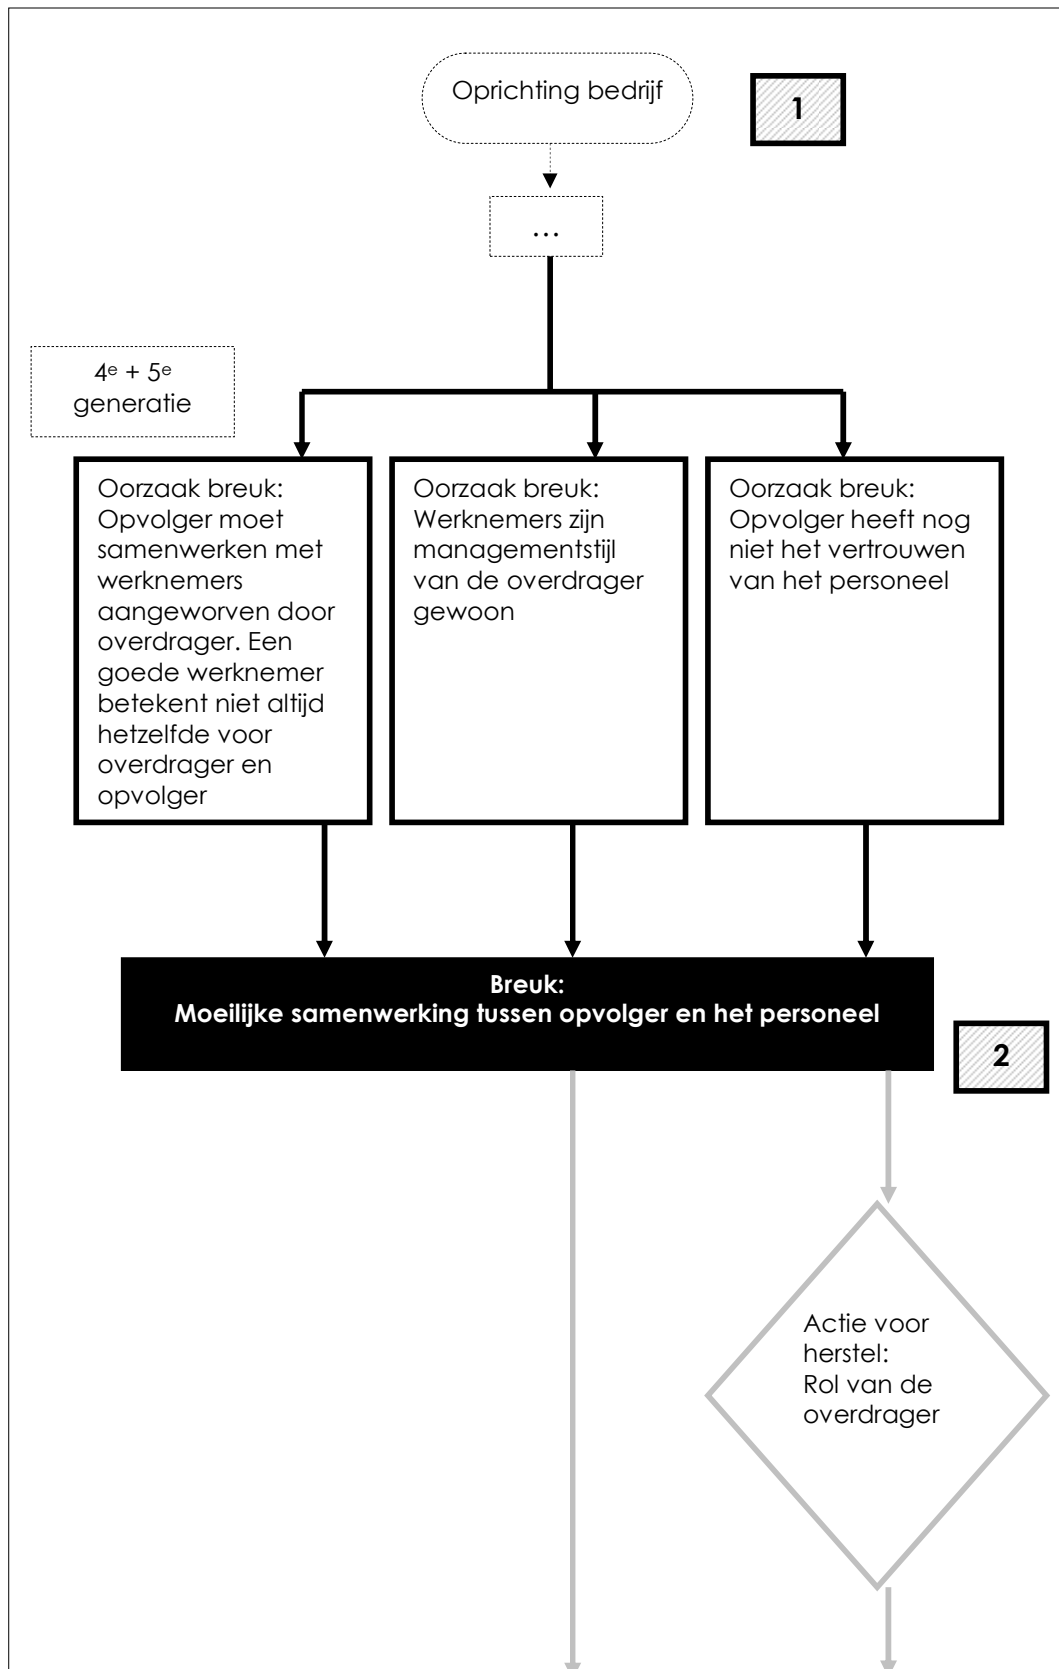 Oprichting bedrijf
1
...
4e + 5e
generatie
Oorzaak breuk:
Opvolger moet
samenwerken met
werknemers
aangeworven door
overdrager. Een
goede werknemer
betekent niet altijd
hetzelfde voor
overdrager en
opvolger
Oorzaak breuk:
Werknemers zijn
managementstijl
van de overdrager
gewoon
Oorzaak breuk:
Opvolger heeft nog
niet het vertrouwen
van het personeel
Breuk:
Moeilijke samenwerking tussen opvolger en het personeel
2
Actie voor
herstel:
Rol van de
overdrager